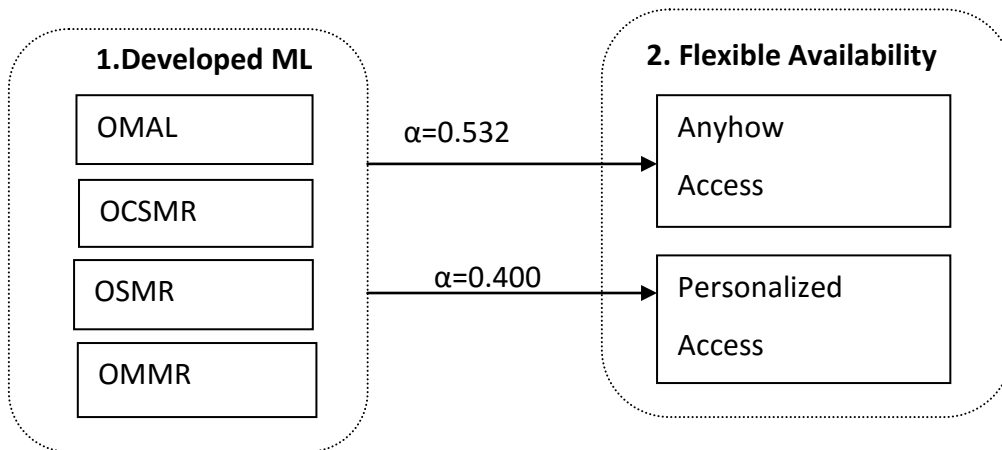 1.Developed ML
OMAL
OCSMR
OSMR
OMMR
α=0.532
α=0.400
2. Flexible Availability
Anyhow
Access
Personalized
Access